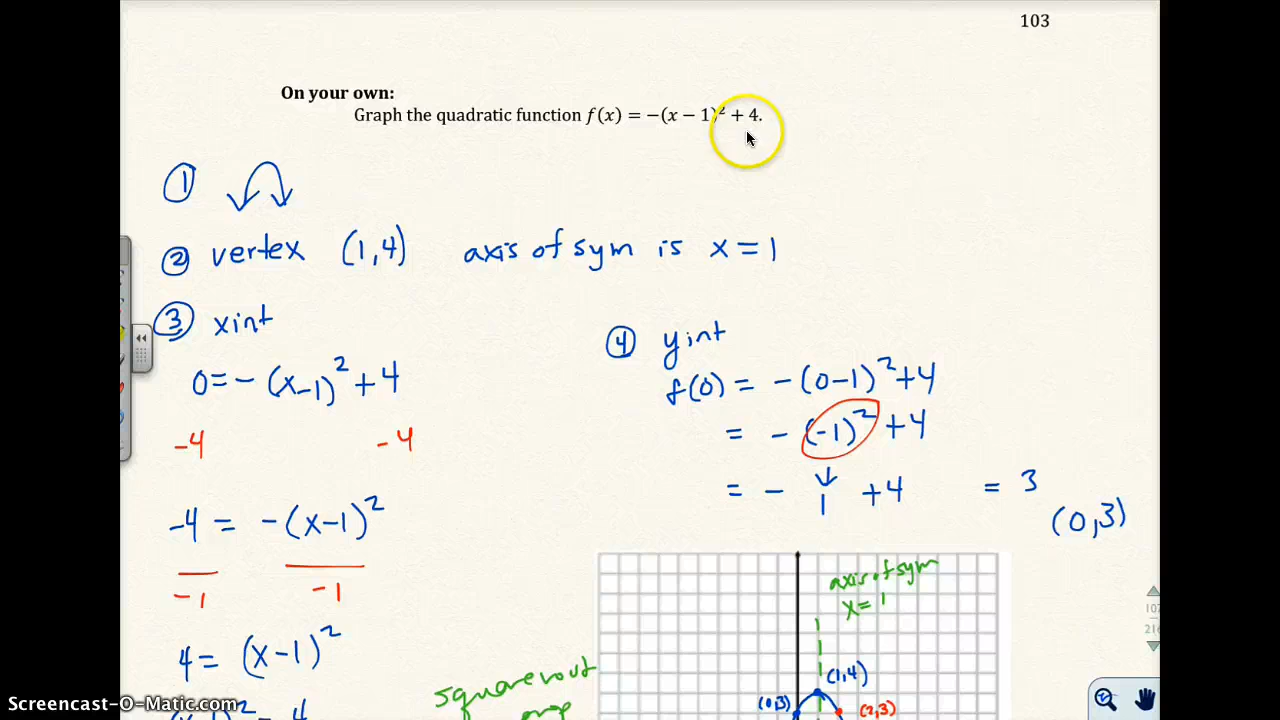 103
On your own:
Graph the quadratic function f(x) = −(x − 1)² + 4.
①
② vertex (1,4) axis of sym is x = 1
③ xint
④ yint
0 = − (x−1)² + 4
f(0) = − (0−1)² + 4
−4 −4
= − (−1)² + 4
= − 1 + 4 = 3
(0,3)
−4 = −(x−1)²
−1 −1
axis of sym
x = 1
4 = (x−1)²
square root
(1,4)
(0,3) (2,3)
Screencast-O-Matic.com